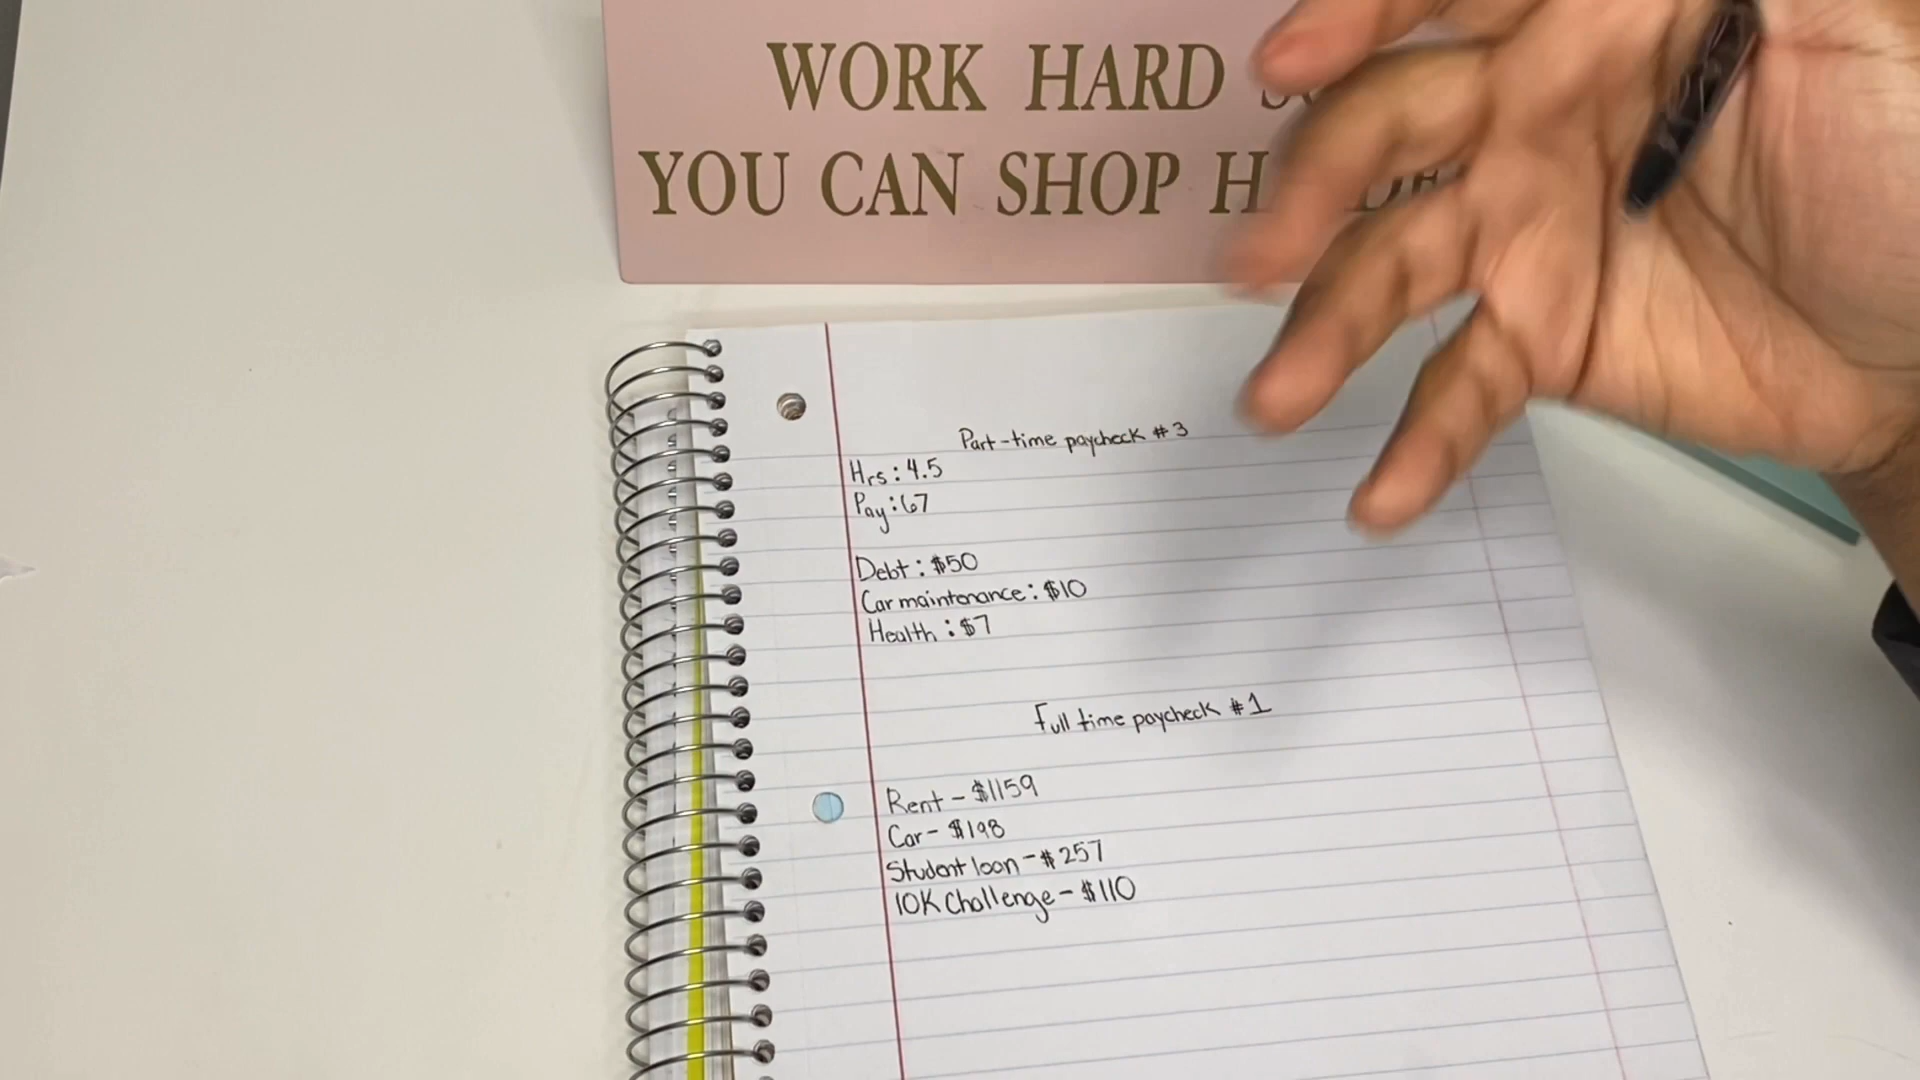 WORK HARD
YOU CAN SHOP
Part-time paycheck #3
Hrs: 4.5
Pay: 67
Debt: $50
Car maintenance: $10
Health: $7
Full time paycheck #1
Rent - $1159
Car - $198
Student loan - $257
10K Challenge - $110